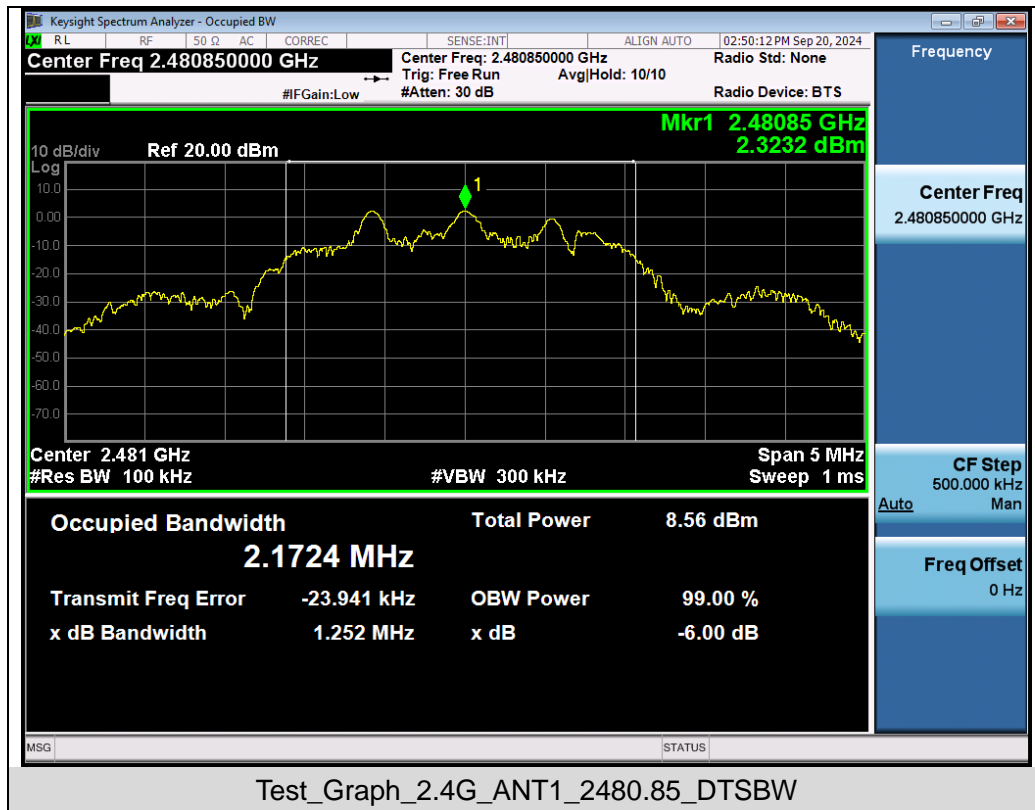 Keysight Spectrum Analyzer - Occupied BW
LXI RL RF 50 Ω AC CORREC SENSE:INT ALIGN AUTO 02:50:12 PM Sep 20, 2024
Center Freq 2.480850000 GHz Center Freq: 2.480850000 GHz Radio Std: None
Trig: Free Run Avg|Hold: 10/10
#IFGain:Low #Atten: 30 dB Radio Device: BTS
Mkr1 2.48085 GHz
10 dB/div Ref 20.00 dBm 2.3232 dBm
Log
10.0
0.00
-10.0
-20.0
-30.0
-40.0
-50.0
-60.0
-70.0
1
Center 2.481 GHz Span 5 MHz
#Res BW 100 kHz #VBW 300 kHz Sweep 1 ms
Occupied Bandwidth Total Power 8.56 dBm
2.1724 MHz
Transmit Freq Error -23.941 kHz OBW Power 99.00 %
x dB Bandwidth 1.252 MHz x dB -6.00 dB
Frequency
Center Freq
2.480850000 GHz
CF Step
500.000 kHz
Auto Man
Freq Offset
0 Hz
MSG STATUS
Test_Graph_2.4G_ANT1_2480.85_DTSBW